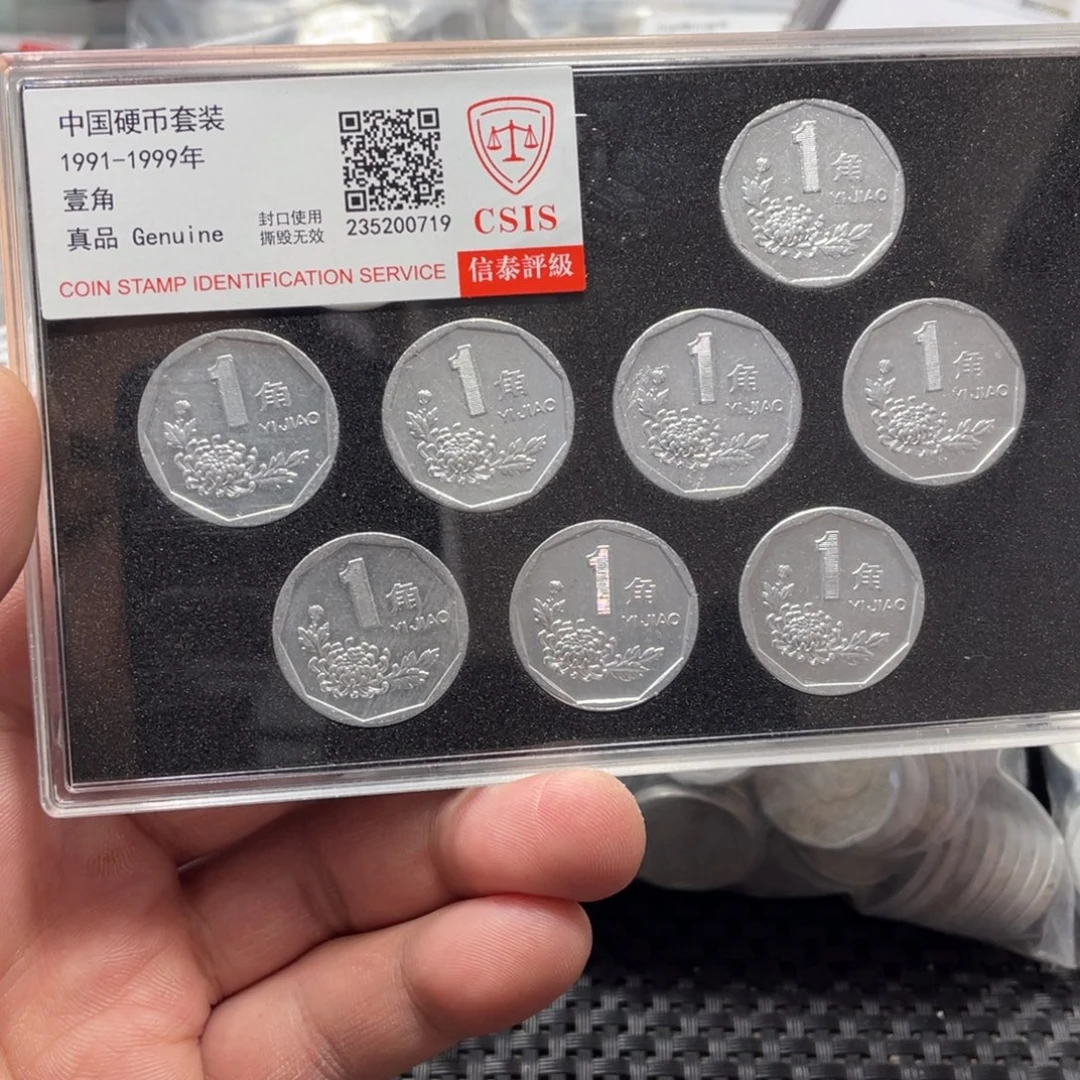 中国硬币套装
1991-1999年
壹角
真品 Genuine
封口使用
撕毁无效
235200719
CSIS
COIN STAMP IDENTIFICATION SERVICE
信泰評級
1角
YI JIAO
1角
YI JIAO
1角
YI JIAO
1角
YI JIAO
1角
YI JIAO
1角
YI JIAO
1角
YI JIAO
1角
YI JIAO